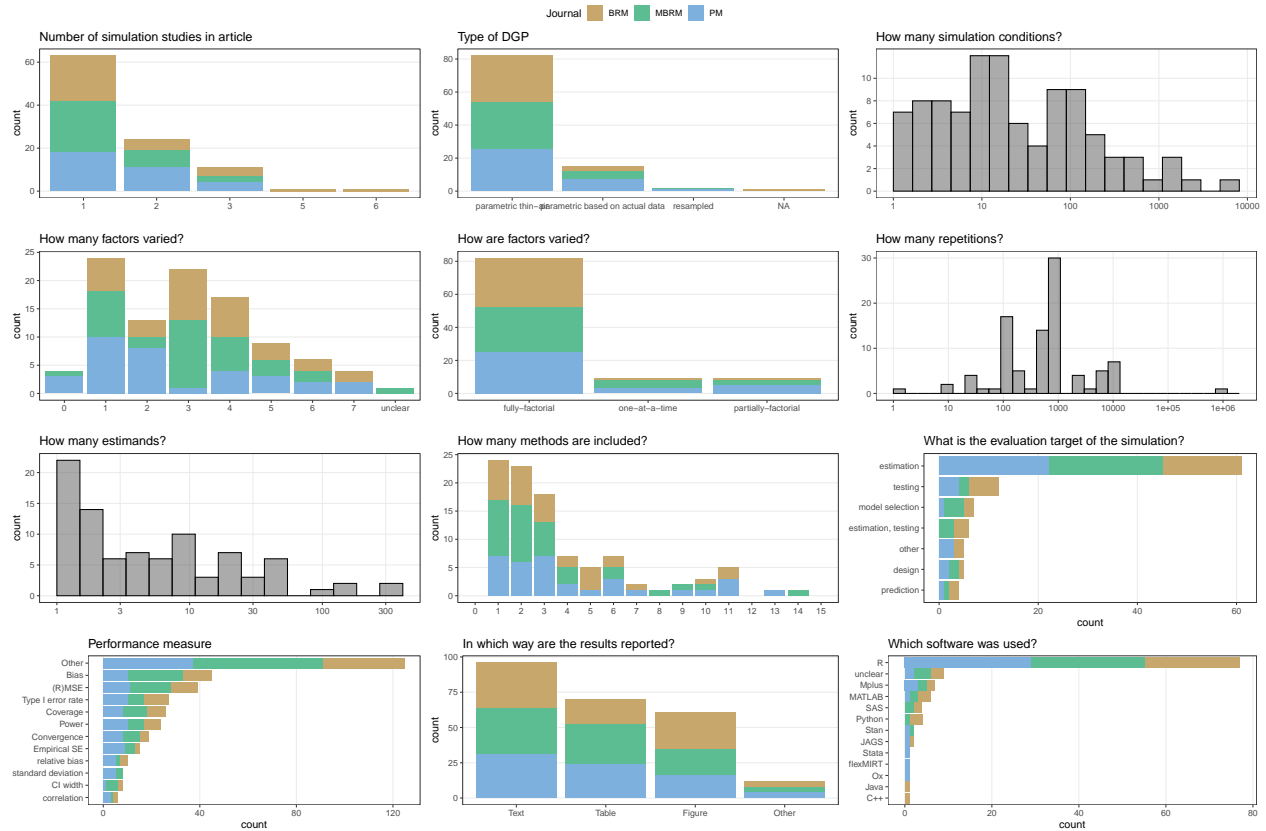 Journal BRM MBRM PM
Number of simulation studies in article
count
60
40
20
0
1 2 3 5 6
Type of DGP
count
80
60
40
20
0
parametric thin-air parametric based on actual data resampled NA
How many simulation conditions?
count
10
8
6
4
2
0
1 10 100 1000 10000
How many factors varied?
count
25
20
15
10
5
0
0 1 2 3 4 5 6 7 unclear
How are factors varied?
count
80
60
40
20
0
fully-factorial one-at-a-time partially-factorial
How many repetitions?
count
30
20
10
0
1 10 100 1000 10000 1e+05 1e+06
How many estimands?
count
20
15
10
5
0
1 3 10 30 100 300
How many methods are included?
count
25
20
15
10
5
0
0 1 2 3 4 5 6 7 8 9 10 11 12 13 14 15
What is the evaluation target of the simulation?
estimation
testing
model selection
estimation, testing
other
design
prediction
0 20 40 60
count
Performance measure
Other
Bias
(R)MSE
Type I error rate
Coverage
Power
Convergence
Empirical SE
relative bias
standard deviation
CI width
correlation
0 40 80 120
count
In which way are the results reported?
count
100
75
50
25
0
Text Table Figure Other
Which software was used?
R
unclear
Mplus
MATLAB
SAS
Python
Stan
JAGS
Stata
flexMIRT
Ox
Java
C++
0 20 40 60 80
count